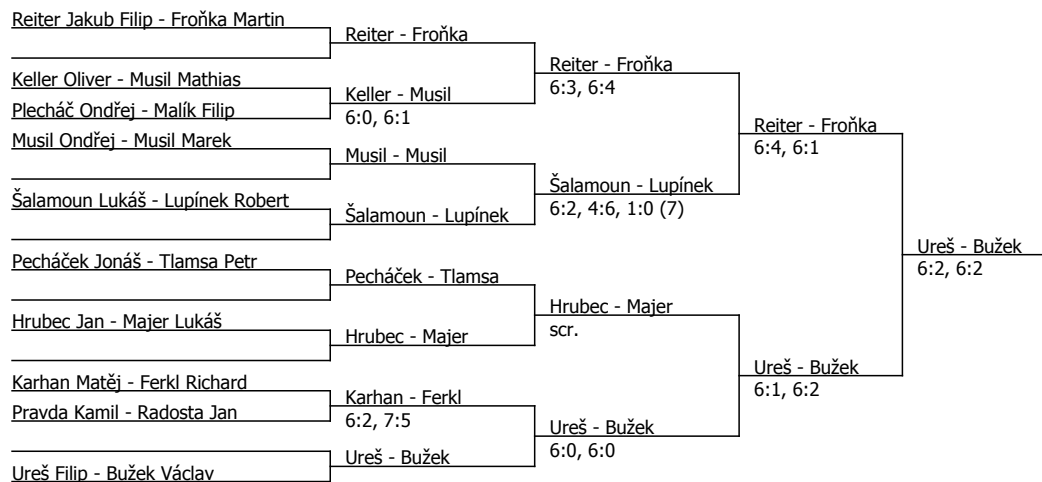 Reiter Jakub Filip - Froňka Martin
Keller Oliver - Musil Mathias
Plecháč Ondřej - Malík Filip
Musil Ondřej - Musil Marek
Šalamoun Lukáš - Lupínek Robert
Pecháček Jonáš - Tlamsa Petr
Hrubec Jan - Majer Lukáš
Karhan Matěj - Ferkl Richard
Pravda Kamil - Radosta Jan
Ureš Filip - Bužek Václav
Reiter - Froňka
Keller - Musil
6:0, 6:1
Musil - Musil
Šalamoun - Lupínek
Pecháček - Tlamsa
Hrubec - Majer
Karhan - Ferkl
6:2, 7:5
Ureš - Bužek
Reiter - Froňka
6:3, 6:4
Šalamoun - Lupínek
6:2, 4:6, 1:0 (7)
Hrubec - Majer
scr.
Ureš - Bužek
6:0, 6:0
Reiter - Froňka
6:4, 6:1
Ureš - Bužek
6:1, 6:2
Ureš - Bužek
6:2, 6:2